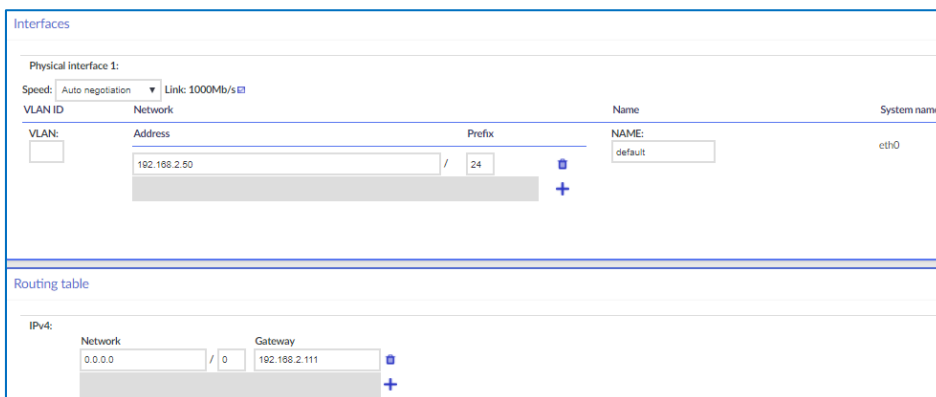 Interfaces
Physical interface 1:
Speed: Auto negotiation Link: 1000Mb/s
VLAN ID Network Name System name
VLAN: Address Prefix NAME:
192.168.2.50 / 24 default eth0
+
Routing table
IPv4:
Network Gateway
0.0.0.0 / 0 192.168.2.111
+